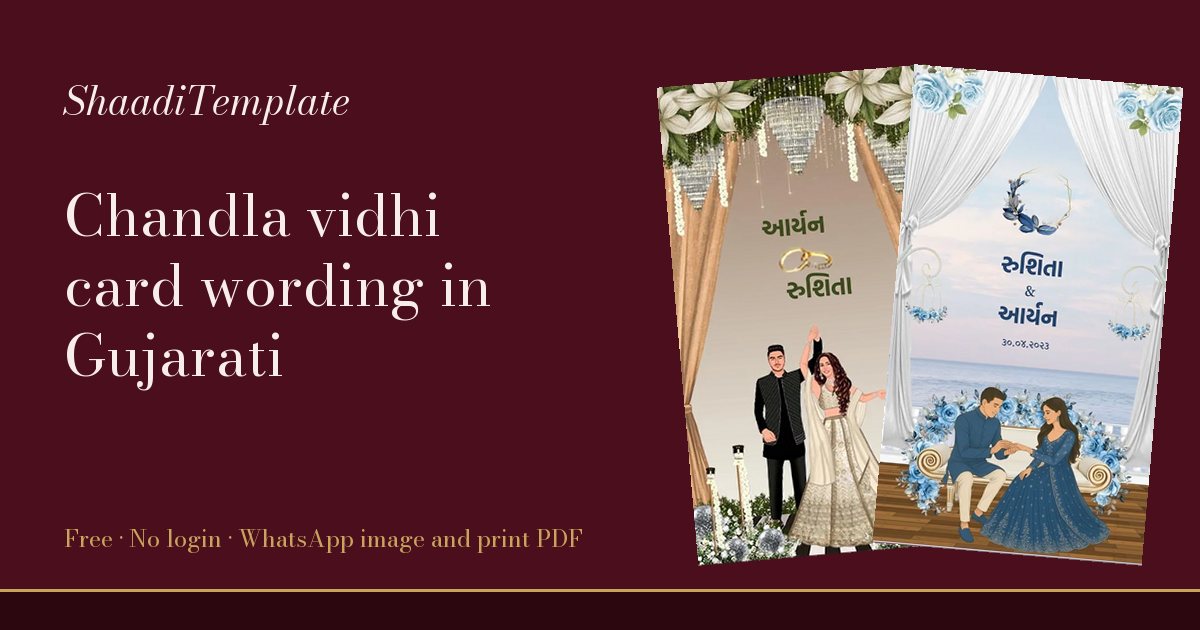 ShaadiTemplate
Chandla vidhi
card wording in
Gujarati
Free · No login · WhatsApp image and print PDF
આર્યન
રુશિતા
રુશિતા
&
આર્યન
૩૦.૦૪.૨૦૨૩